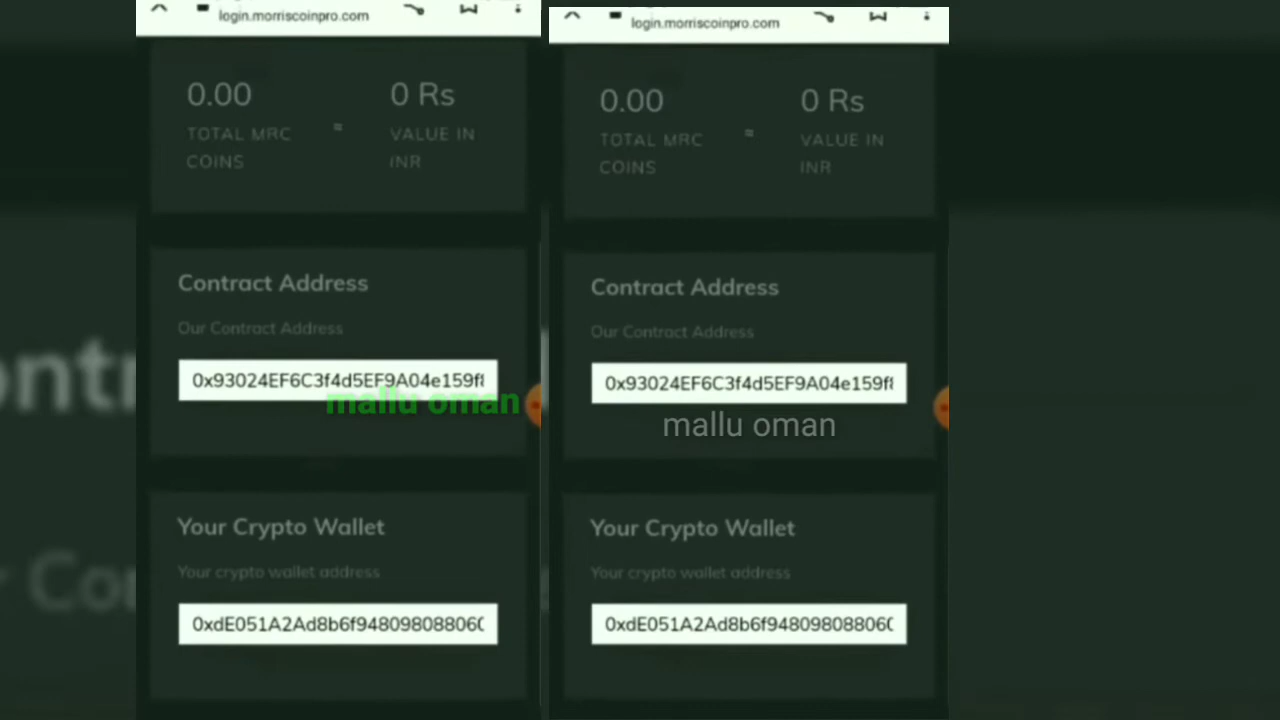 login.morriscoinpro.com
0.00
0 Rs
TOTAL MRC
COINS
≈
VALUE IN
INR
Contract Address
Our Contract Address
0x93024EF6C3f4d5EF9A04e159f
mallu oman
Your Crypto Wallet
Your crypto wallet address
0xdE051A2Ad8b6f94809808806
login.morriscoinpro.com
0.00
0 Rs
TOTAL MRC
COINS
≈
VALUE IN
INR
Contract Address
Our Contract Address
0x93024EF6C3f4d5EF9A04e159f
mallu oman
Your Crypto Wallet
Your crypto wallet address
0xdE051A2Ad8b6f94809808806